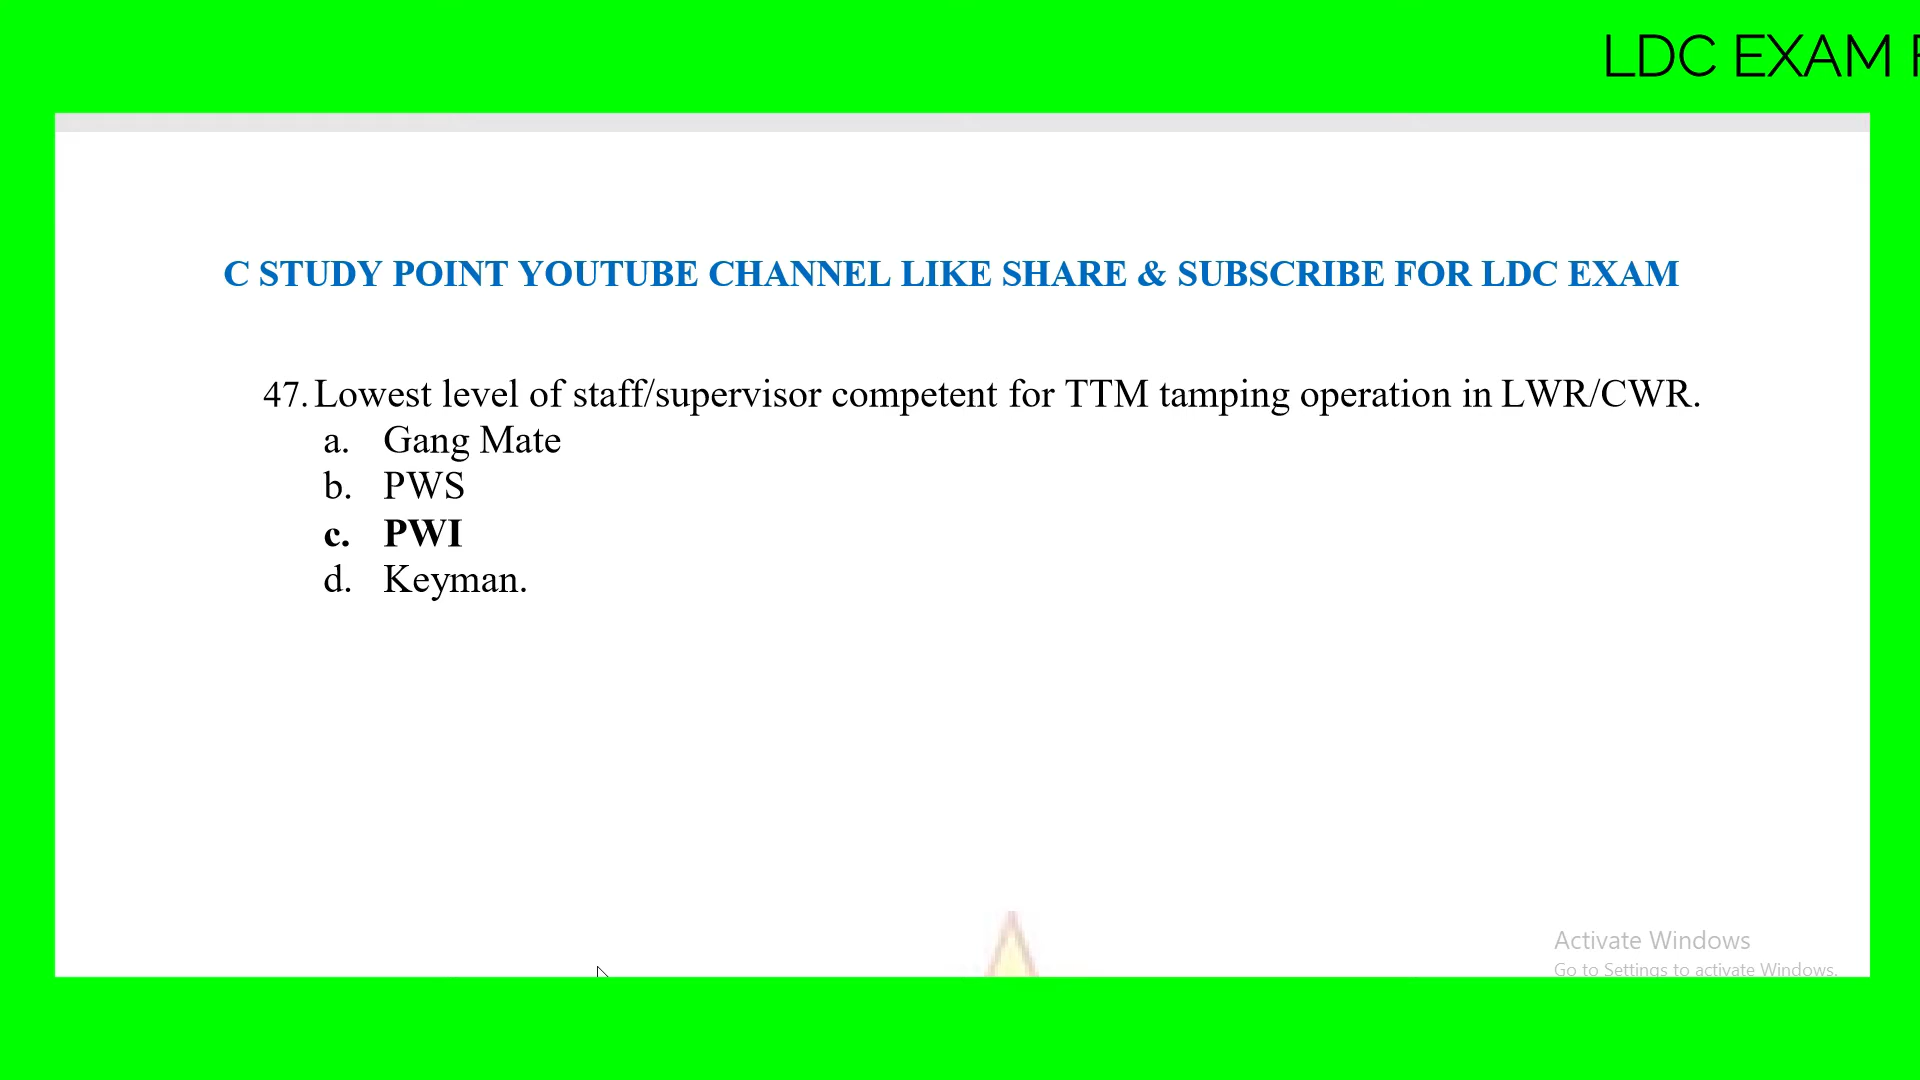 LDC EXAM
C STUDY POINT YOUTUBE CHANNEL LIKE SHARE & SUBSCRIBE FOR LDC EXAM
47. Lowest level of staff/supervisor competent for TTM tamping operation in LWR/CWR.
a. Gang Mate
b. PWS
c. PWI
d. Keyman.
Activate Windows
Go to Settings to activate Windows.